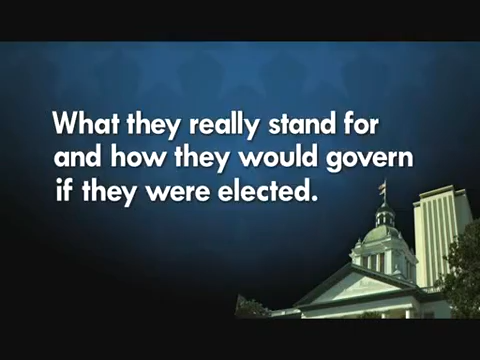 What they really stand for
and how they would govern
if they were elected.